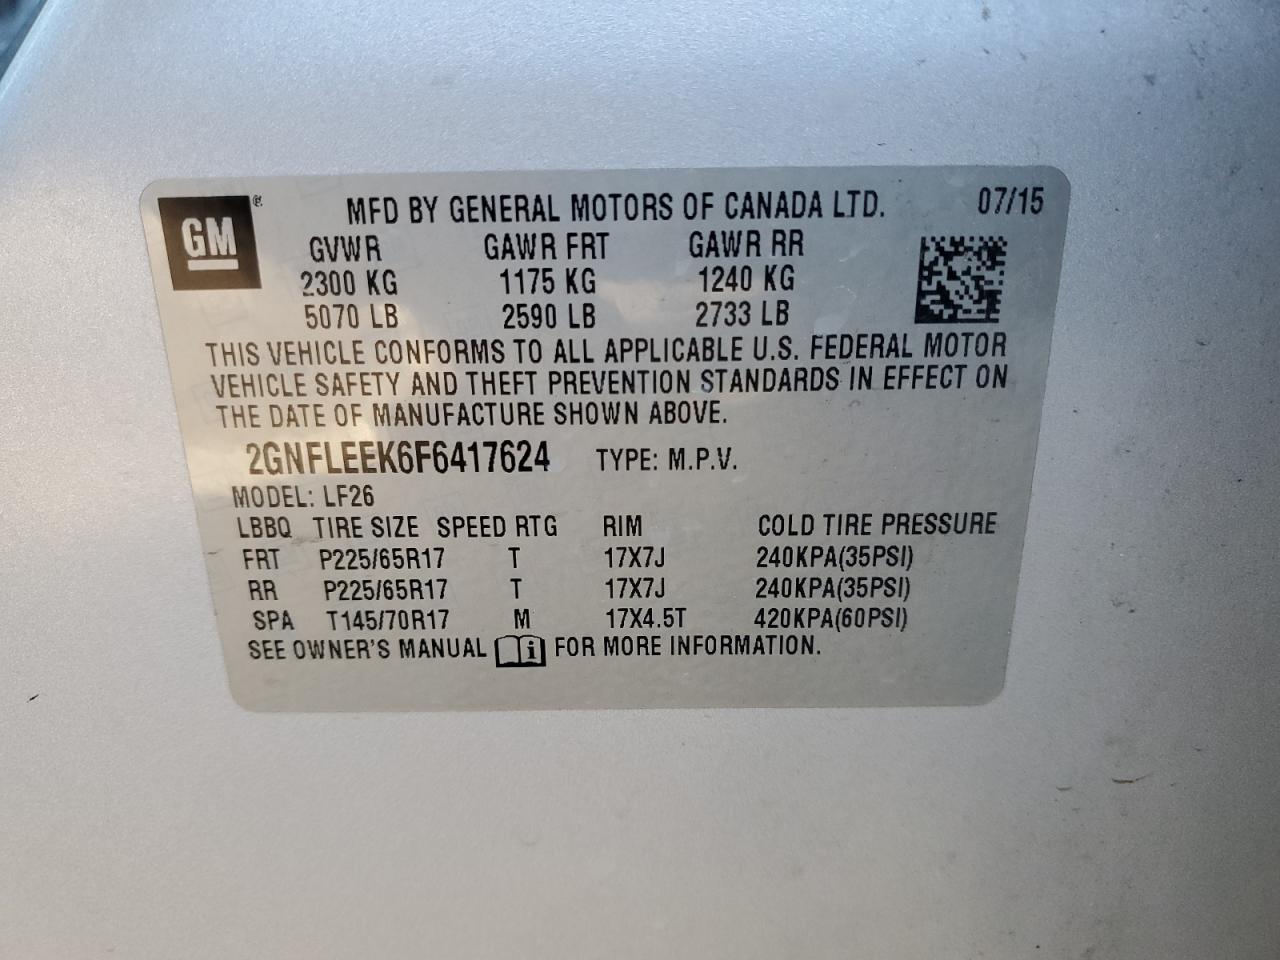 GM ®
MFD BY GENERAL MOTORS OF CANADA LTD. 07/15
GVWR GAWR FRT GAWR RR
2300 KG 1175 KG 1240 KG
5070 LB 2590 LB 2733 LB
THIS VEHICLE CONFORMS TO ALL APPLICABLE U.S. FEDERAL MOTOR
VEHICLE SAFETY AND THEFT PREVENTION STANDARDS IN EFFECT ON
THE DATE OF MANUFACTURE SHOWN ABOVE.
2GNFLEEK6F6417624 TYPE: M.P.V.
MODEL: LF26
LBBQ TIRE SIZE SPEED RTG RIM COLD TIRE PRESSURE
FRT P225/65R17 T 17X7J 240KPA(35PSI)
RR P225/65R17 T 17X7J 240KPA(35PSI)
SPA T145/70R17 M 17X4.5T 420KPA(60PSI)
SEE OWNER'S MANUAL i FOR MORE INFORMATION.